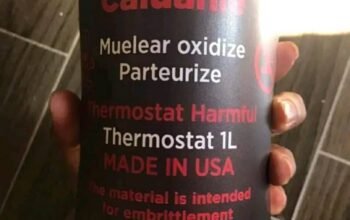 Muelear oxidize
Parteurize
Thermostat Harmful
Thermostat 1L
MADE IN USA
The material is intended
for embrittlement